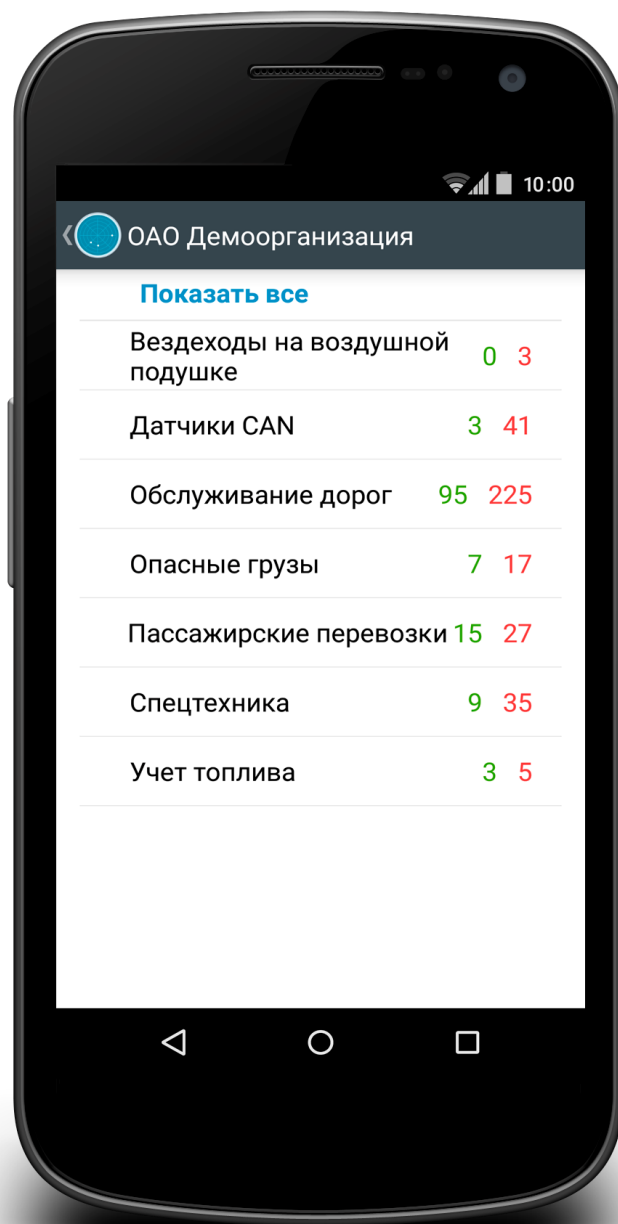 10:00
ОАО Демоорганизация
Показать все
Вездеходы на воздушной
подушке 0 3
Датчики CAN 3 41
Обслуживание дорог 95 225
Опасные грузы 7 17
Пассажирские перевозки 15 27
Спецтехника 9 35
Учет топлива 3 5